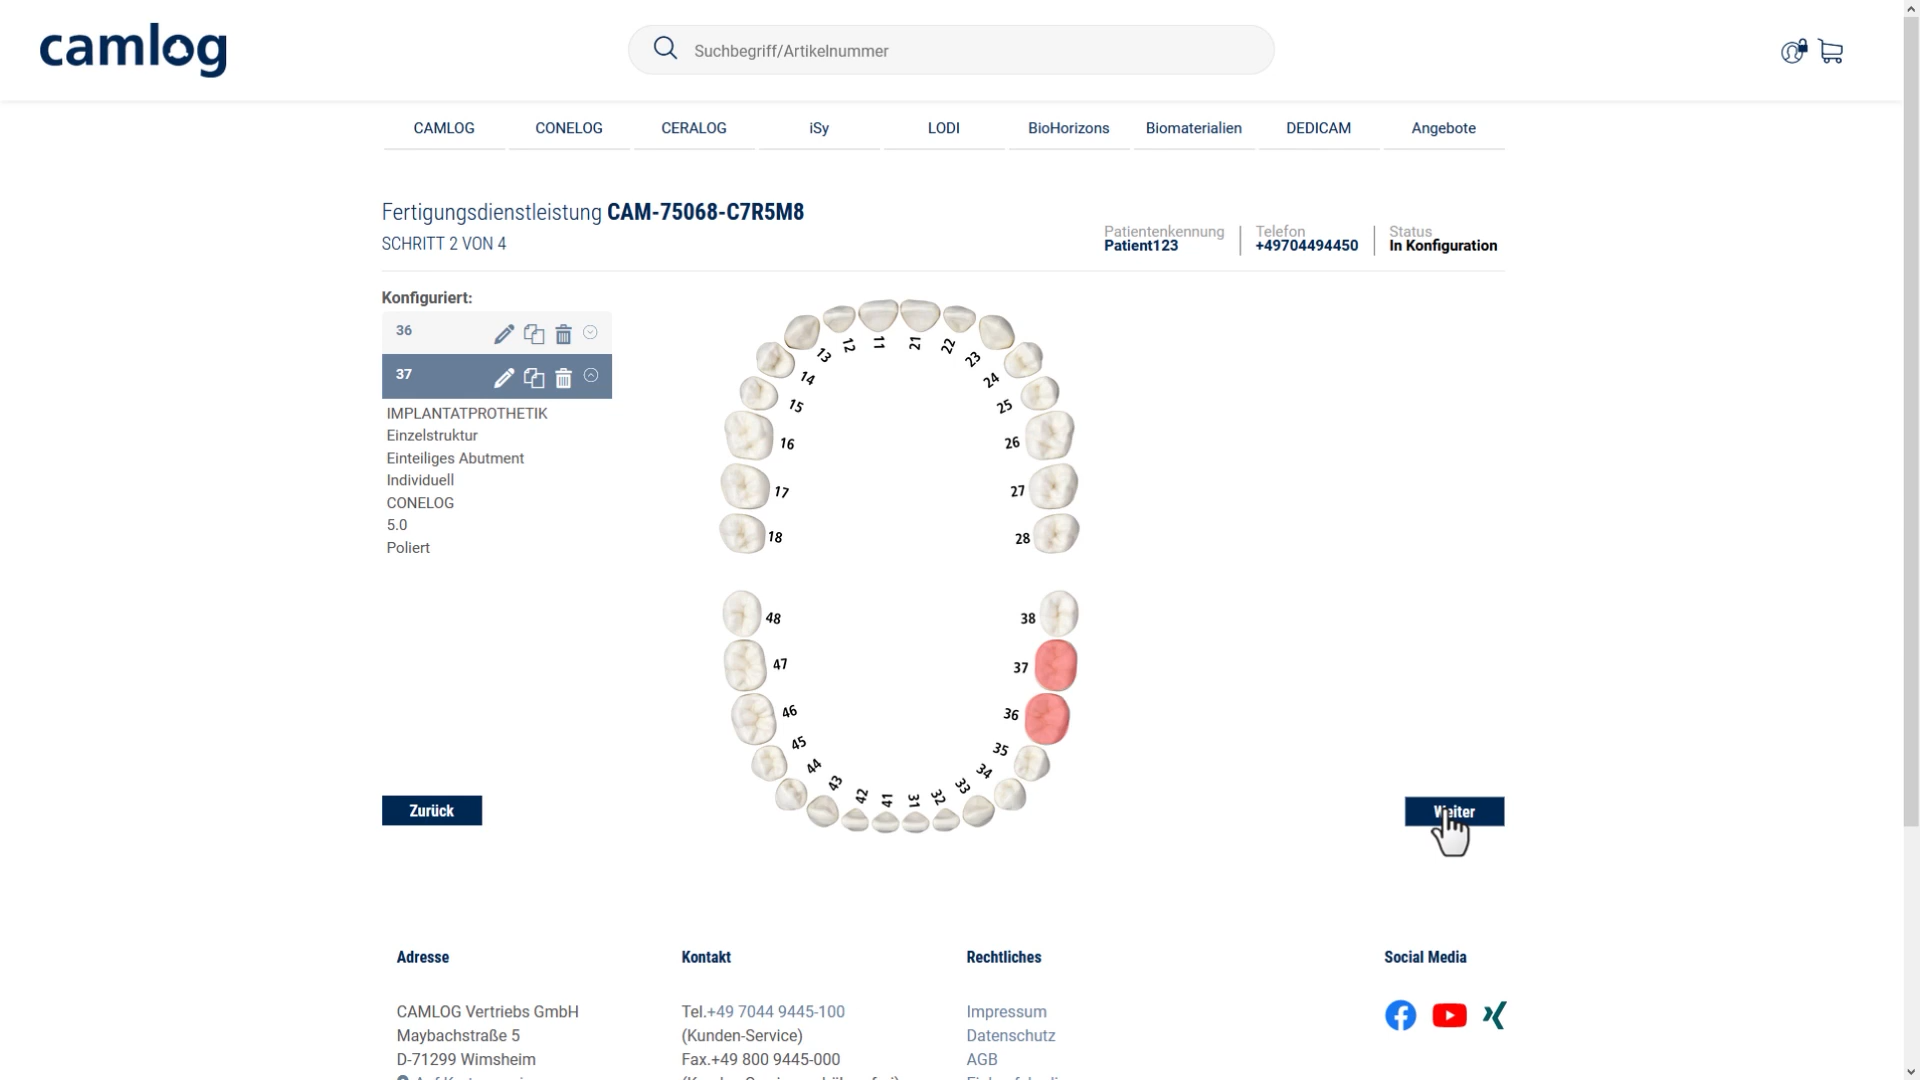 camlog
Suchbegriff/Artikelnummer
CAMLOG
CONELOG
CERALOG
iSy
LODI
BioHorizons
Biomaterialien
DEDICAM
Angebote
Fertigungsdienstleistung CAM-75068-C7R5M8
SCHRITT 2 VON 4
Patientenkennung
Patient123
Telefon
+49704494450
Status
In Konfiguration
Konfiguriert:
36
37
IMPLANTATPROTHETIK
Einzelstruktur
Einteiliges Abutment
Individuell
CONELOG
5.0
Poliert
13 12 11 21 22 23
14 24
15 25
16 26
17 27
18 28
48 38
47 37
46 36
45 35
44 34
43 42 41 31 32 33
Zurück
Weiter
Adresse
CAMLOG Vertriebs GmbH
Maybachstraße 5
D-71299 Wimsheim
Kontakt
Tel.+49 7044 9445-100
(Kunden-Service)
Fax.+49 800 9445-000
Rechtliches
Impressum
Datenschutz
AGB
Social Media